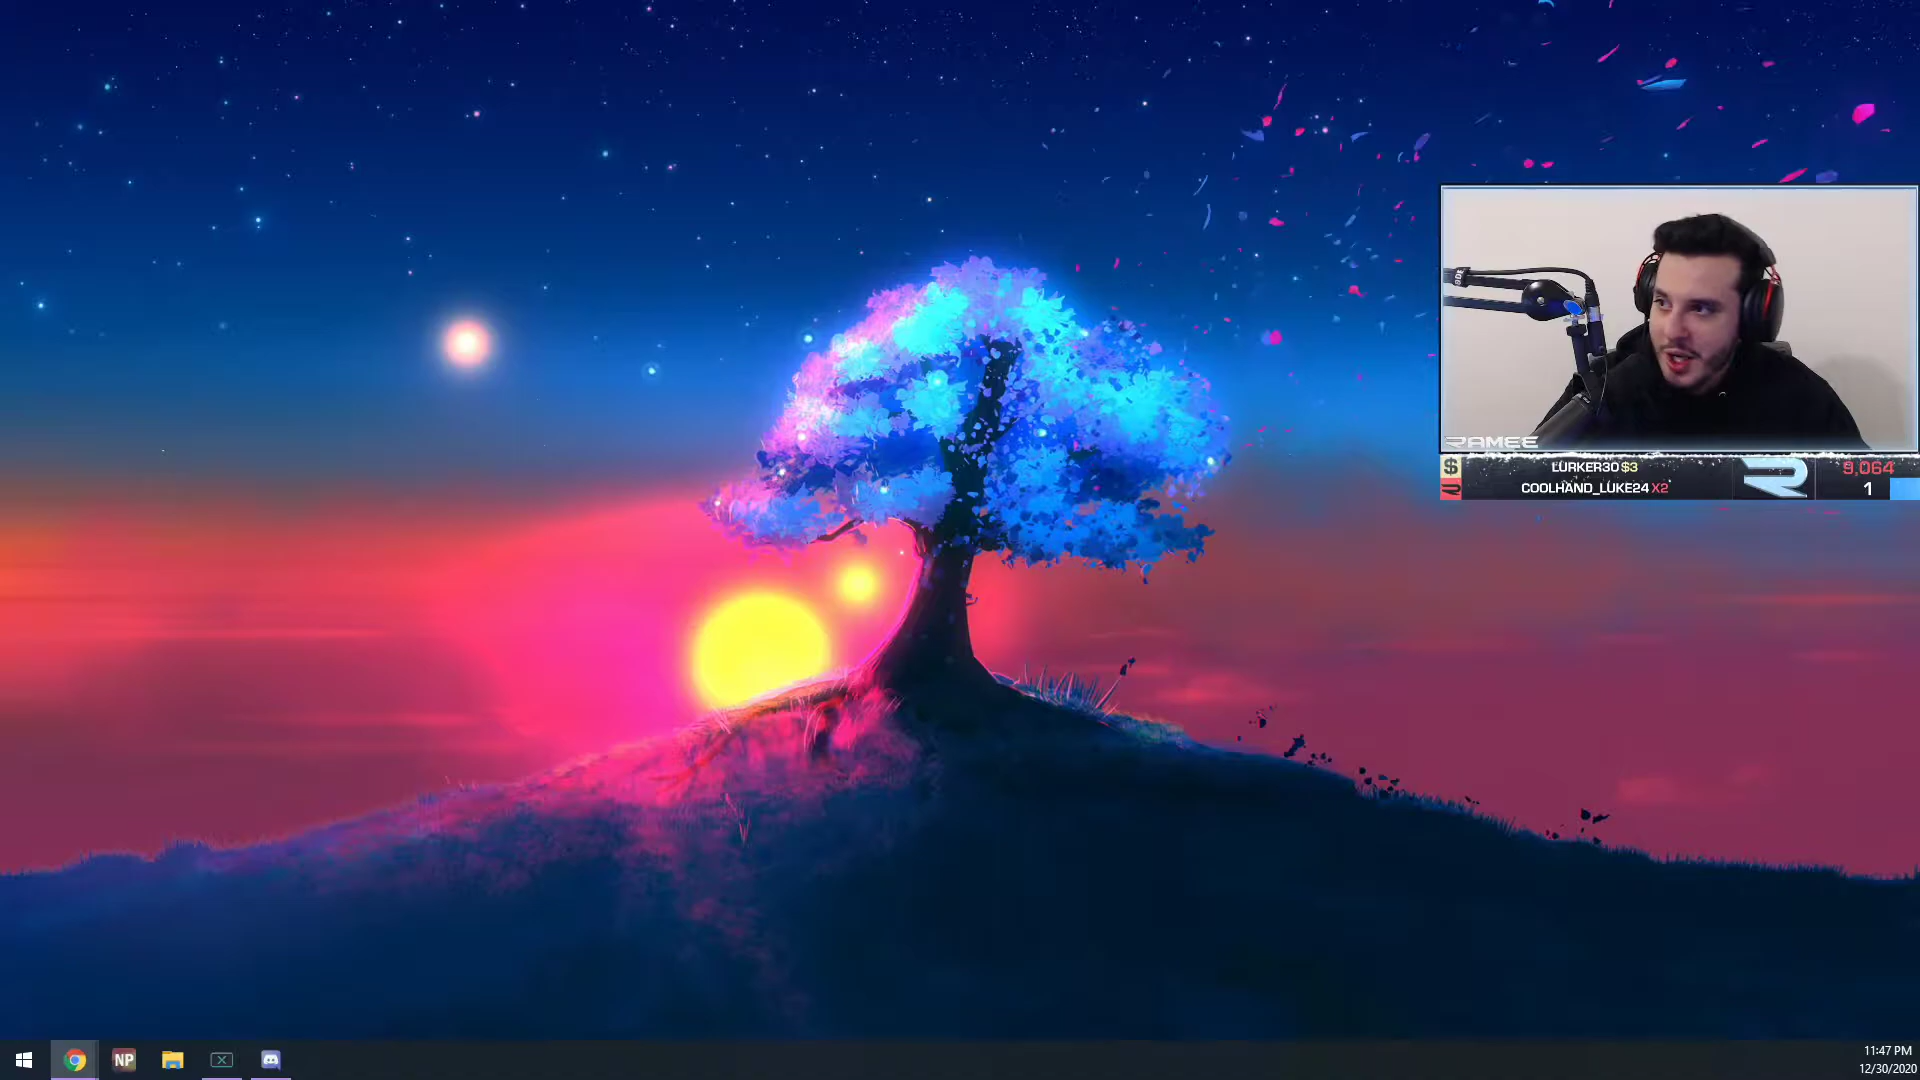 RAMEE
LURKER30 $3
9,064
COOLHAND_LUKE24 X2
1
NP
11:47 PM
12/30/2020